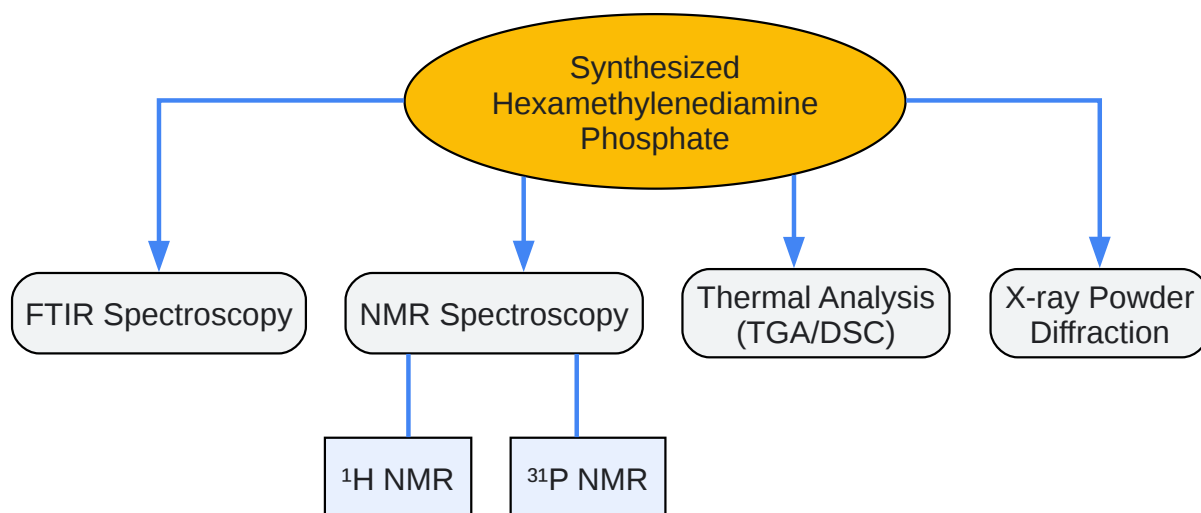 Synthesized
Hexamethylenediamine
Phosphate
FTIR Spectroscopy
NMR Spectroscopy
Thermal Analysis
(TGA/DSC)
X-ray Powder
Diffraction
¹H NMR
³¹P NMR